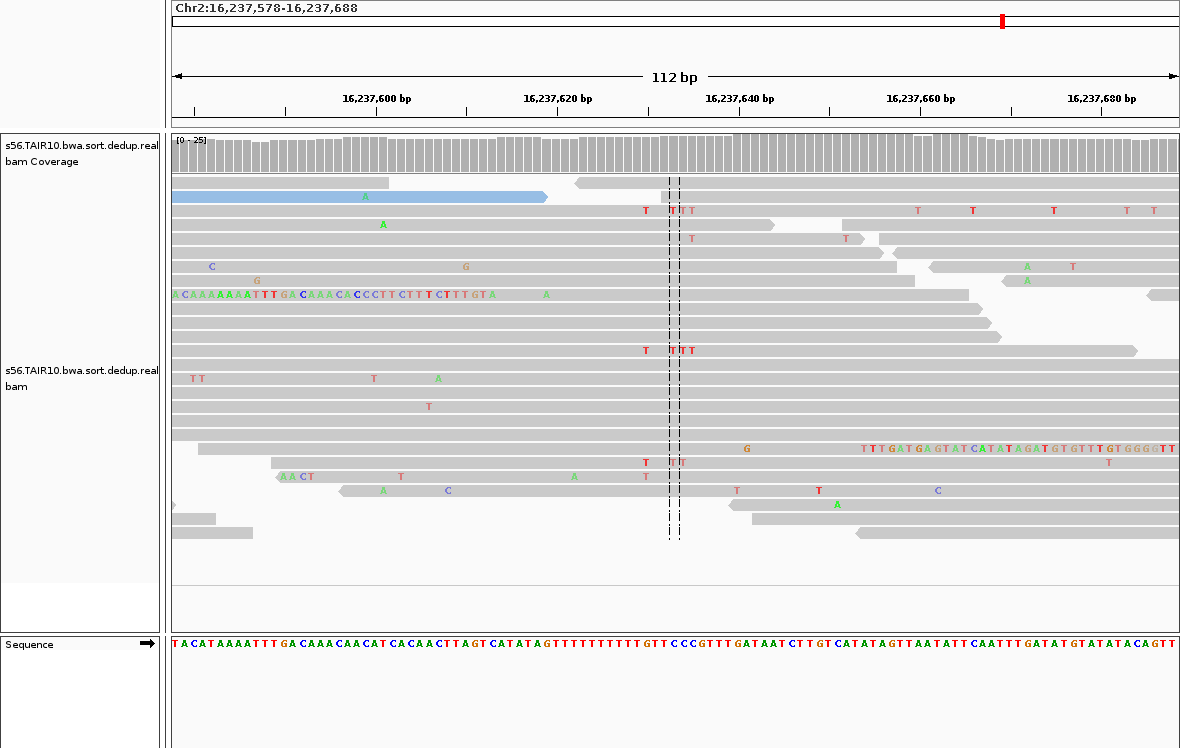 Chr2:16,237,578-16,237,688
112 bp
16,237,600 bp 16,237,620 bp 16,237,640 bp 16,237,660 bp 16,237,680 bp
s56.TAIR10.bwa.sort.dedup.real
bam Coverage
[0 - 25]
A
T T T T T T T T T
A
T T
C G A T
G A
ACAAAAAAATTTGACAAACACCCTTCTTTCTTTGTA A
s56.TAIR10.bwa.sort.dedup.real
bam
T T T T
T T T A
T
G TTTGATGAGTATCATATAGATGTGTTTGTGGGGTT
T T T T
A A C T T A T
A C T T C
A
Sequence
TACATAAAATTTGACAAACAACATCACAACTTAGTCATATAGTTTTTTTTTTGTTCCCGTTTGATAATCTTGTCATATAGTTAATATTCAATTTGATATGTATATACAGTT